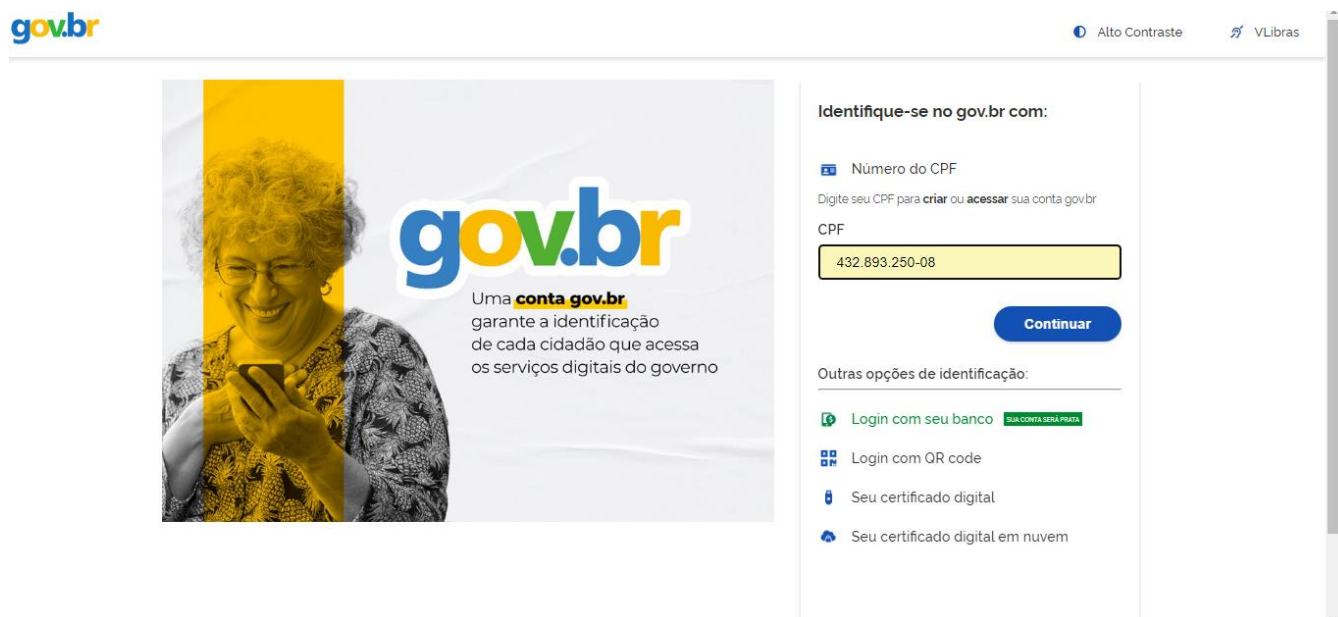 gov.br
Alto Contraste
VLibras
gov.br
Uma conta gov.br
garante a identificação
de cada cidadão que acessa
os serviços digitais do governo
Identifique-se no gov.br com:
Número do CPF
Digite seu CPF para criar ou acessar sua conta gov.br
CPF
432.893.250-08
Continuar
Outras opções de identificação:
Login com seu banco SUA CONTA SERÁ PRATA
Login com QR code
Seu certificado digital
Seu certificado digital em nuvem